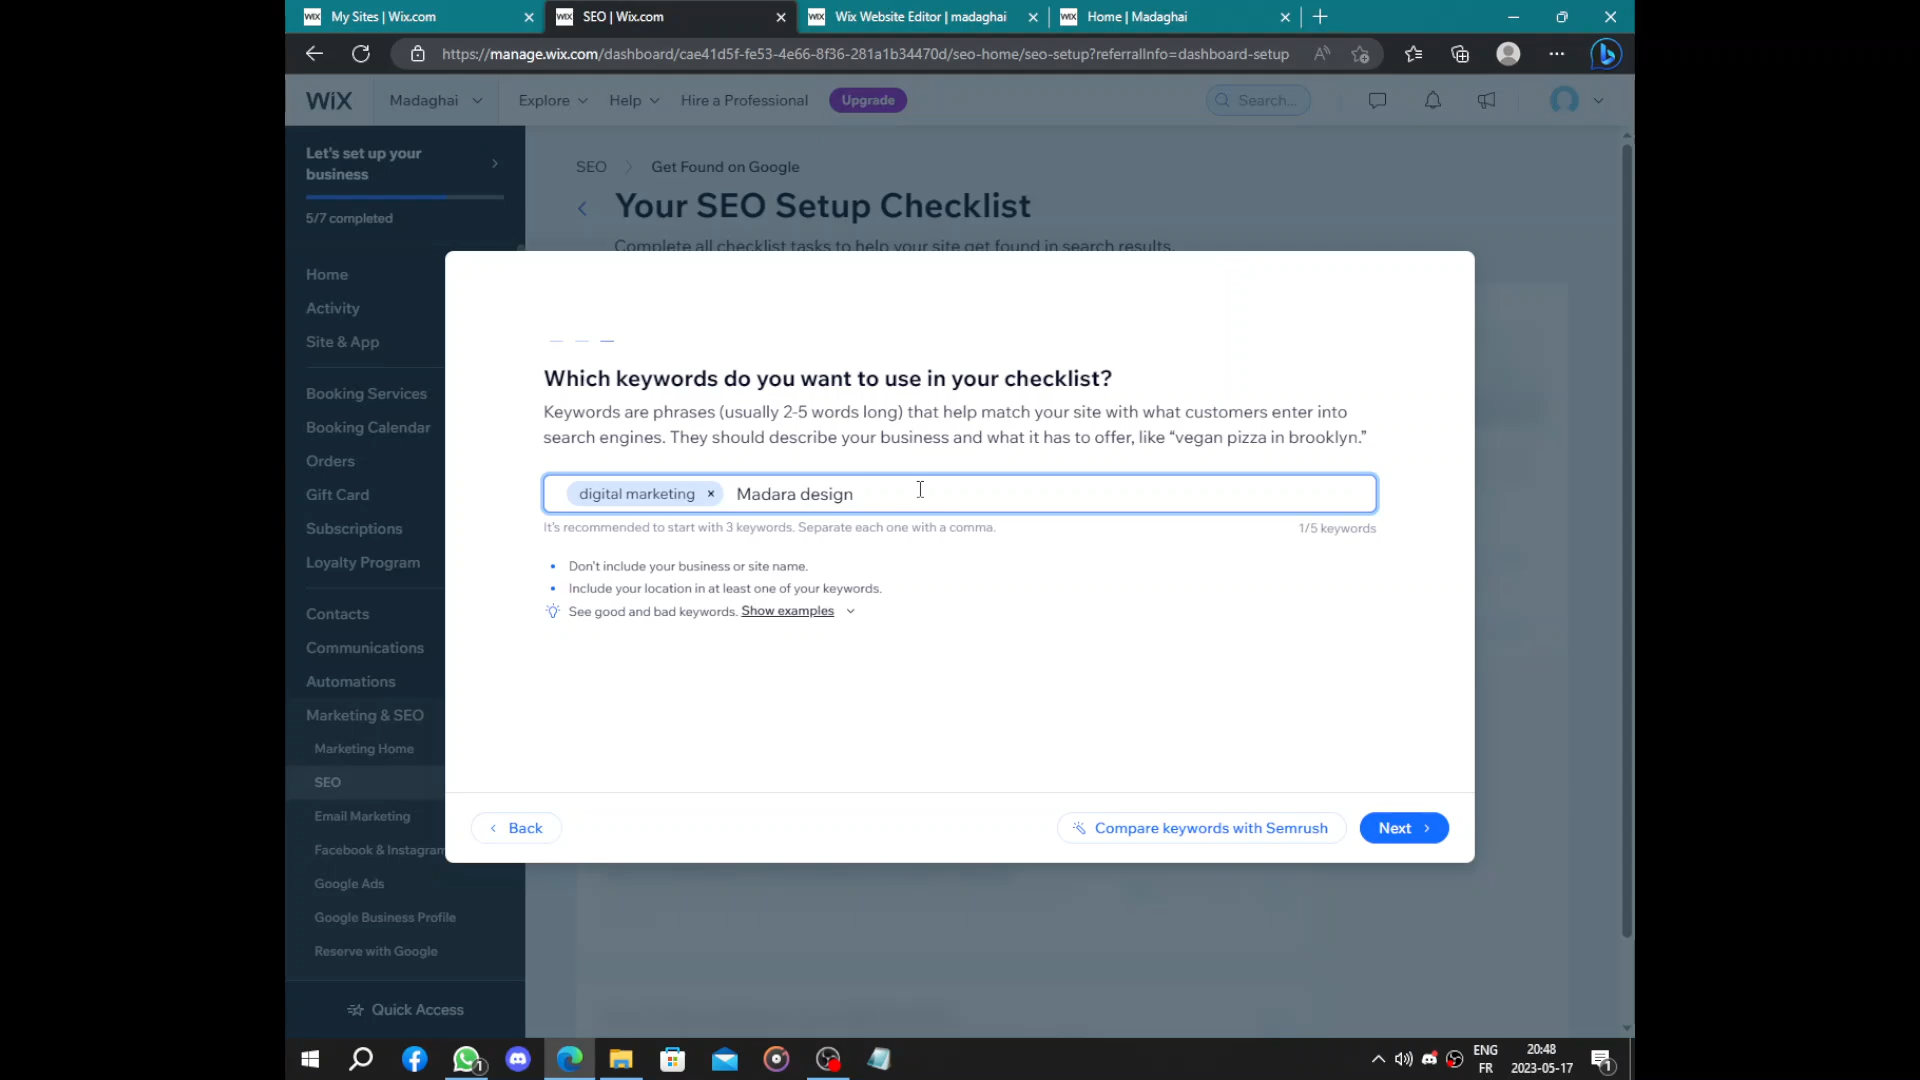 My Sites | Wix.com
SEO | Wix.com
Wix Website Editor | madaghai
Home | Madaghai
https://manage.wix.com/dashboard/cae41d5f-fe53-4e66-8f36-281a1b34470d/seo-home/seo-setup?referralInfo=dashboard-setup
WiX
Madaghai
Explore
Help
Hire a Professional
Upgrade
Search...
Let's set up your
business
5/7 completed
Home
Activity
Site & App
Booking Services
Booking Calendar
Orders
Gift Card
Subscriptions
Loyalty Program
Contacts
Communications
Automations
Marketing & SEO
Marketing Home
SEO
Email Marketing
Facebook & Instagram
Google Ads
Google Business Profile
Reserve with Google
Quick Access
SEO > Get Found on Google
Your SEO Setup Checklist
Complete all checklist tasks to help your site get found in search results.
Which keywords do you want to use in your checklist?
Keywords are phrases (usually 2-5 words long) that help match your site with what customers enter into
search engines. They should describe your business and what it has to offer, like “vegan pizza in brooklyn.”
digital marketing × Madara design
It's recommended to start with 3 keywords. Separate each one with a comma.
1/5 keywords
Don't include your business or site name.
Include your location in at least one of your keywords.
See good and bad keywords. Show examples
Back
Compare keywords with Semrush
Next
ENG
FR
20:48
2023-05-17
1
1